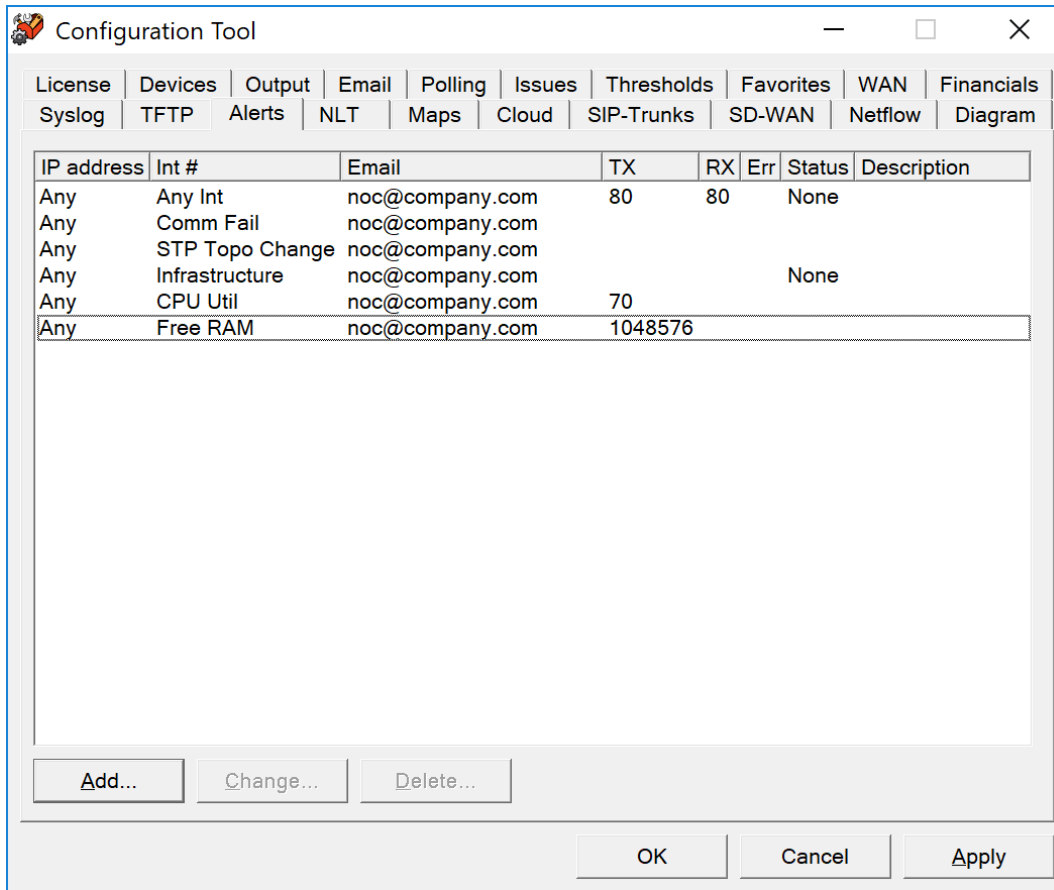 Configuration Tool
License Devices Output Email Polling Issues Thresholds Favorites WAN Financials
Syslog TFTP Alerts NLT Maps Cloud SIP-Trunks SD-WAN Netflow Diagram
IP address Int # Email TX RX Err Status Description
Any Any Int noc@company.com 80 80 None
Any Comm Fail noc@company.com
Any STP Topo Change noc@company.com
Any Infrastructure noc@company.com None
Any CPU Util noc@company.com 70
Any Free RAM noc@company.com 1048576
Add... Change... Delete...
OK Cancel Apply